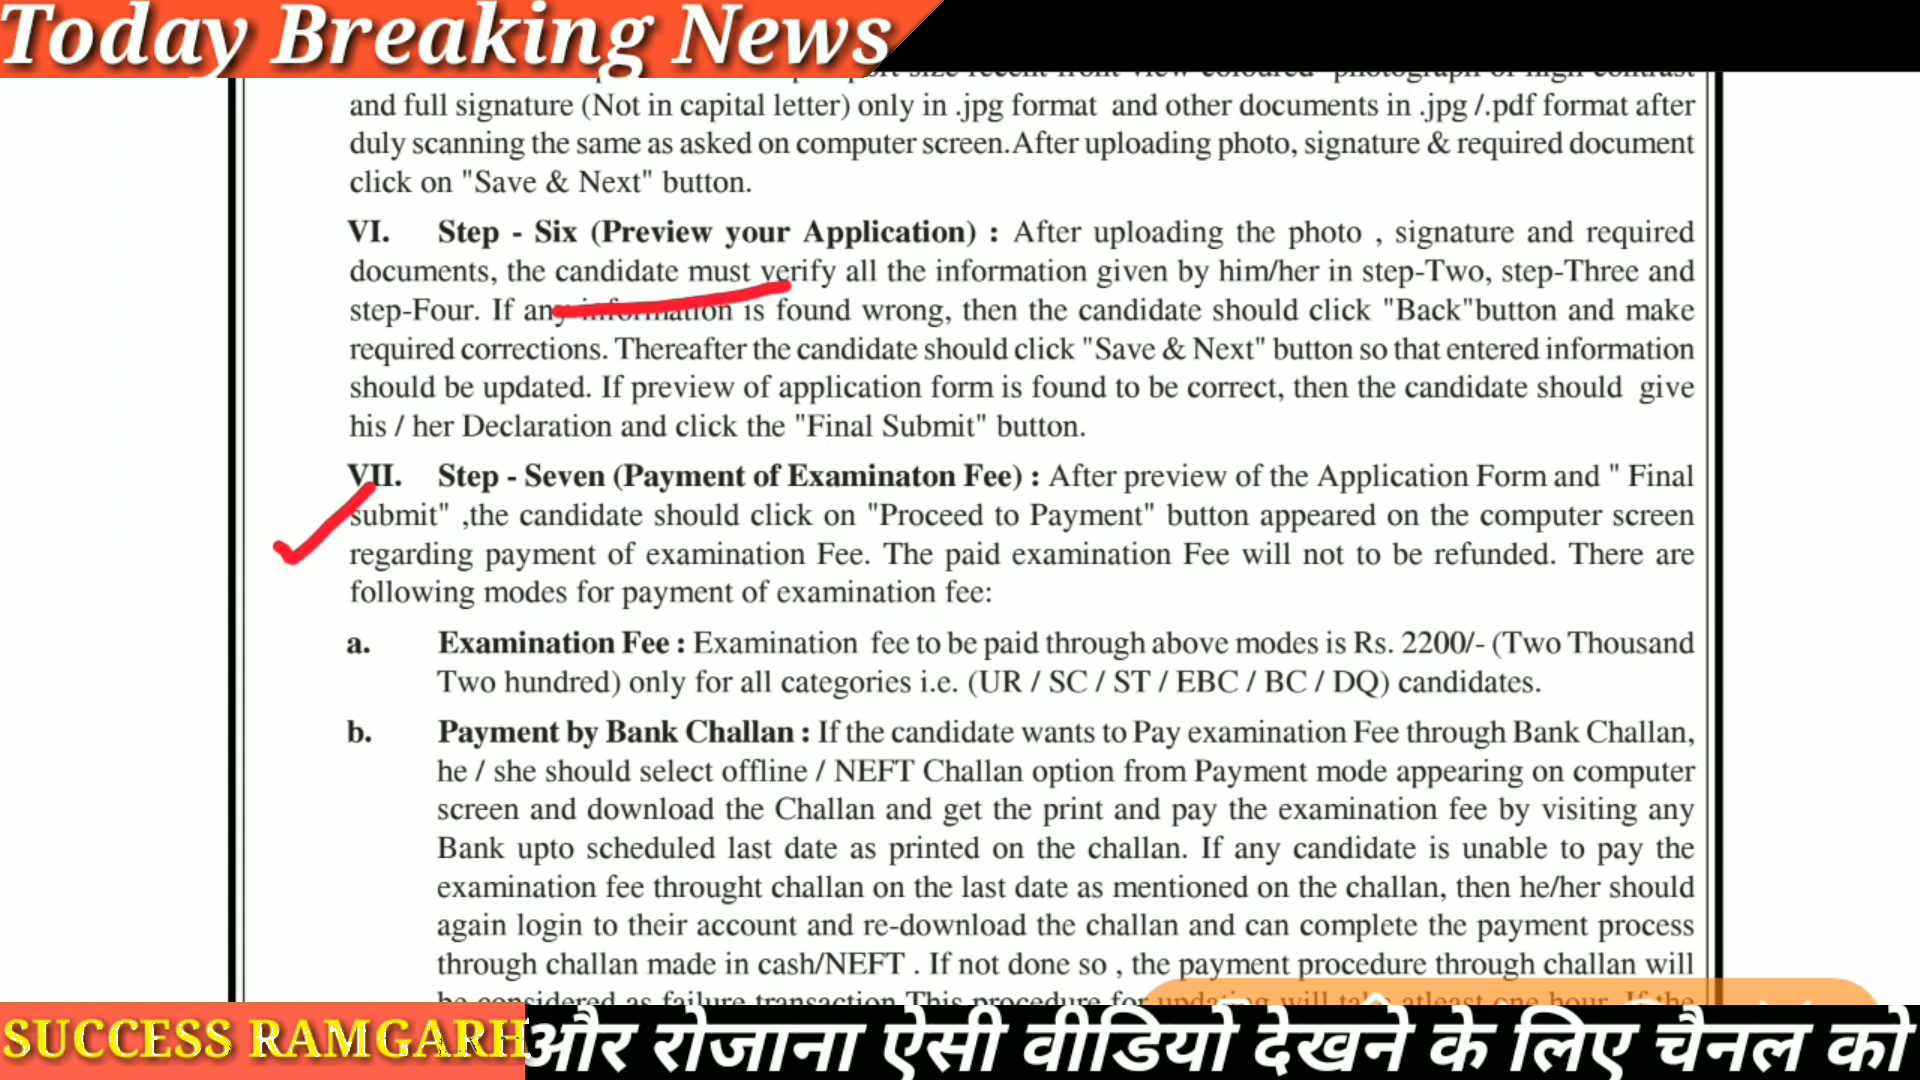 Today Breaking News
and full signature (Not in capital letter) only in .jpg format and other documents in .jpg /.pdf format after
duly scanning the same as asked on computer screen.After uploading photo, signature & required document
click on "Save & Next" button.
VI. Step - Six (Preview your Application) : After uploading the photo , signature and required
documents, the candidate must verify all the information given by him/her in step-Two, step-Three and
step-Four. If any information is found wrong, then the candidate should click "Back"button and make
required corrections. Thereafter the candidate should click "Save & Next" button so that entered information
should be updated. If preview of application form is found to be correct, then the candidate should give
his / her Declaration and click the "Final Submit" button.
VII. Step - Seven (Payment of Examinaton Fee) : After preview of the Application Form and " Final
submit" ,the candidate should click on "Proceed to Payment" button appeared on the computer screen
regarding payment of examination Fee. The paid examination Fee will not to be refunded. There are
following modes for payment of examination fee:
a. Examination Fee : Examination fee to be paid through above modes is Rs. 2200/- (Two Thousand
Two hundred) only for all categories i.e. (UR / SC / ST / EBC / BC / DQ) candidates.
b. Payment by Bank Challan : If the candidate wants to Pay examination Fee through Bank Challan,
he / she should select offline / NEFT Challan option from Payment mode appearing on computer
screen and download the Challan and get the print and pay the examination fee by visiting any
Bank upto scheduled last date as printed on the challan. If any candidate is unable to pay the
examination fee throught challan on the last date as mentioned on the challan, then he/her should
again login to their account and re-download the challan and can complete the payment process
through challan made in cash/NEFT . If not done so , the payment procedure through challan will
be considered as failure transaction.This procedure for updating will take atleast one hour. If the
SUCCESS RAMGARH और रोजाना ऐसी वीडियो देखने के लिए चैनल को